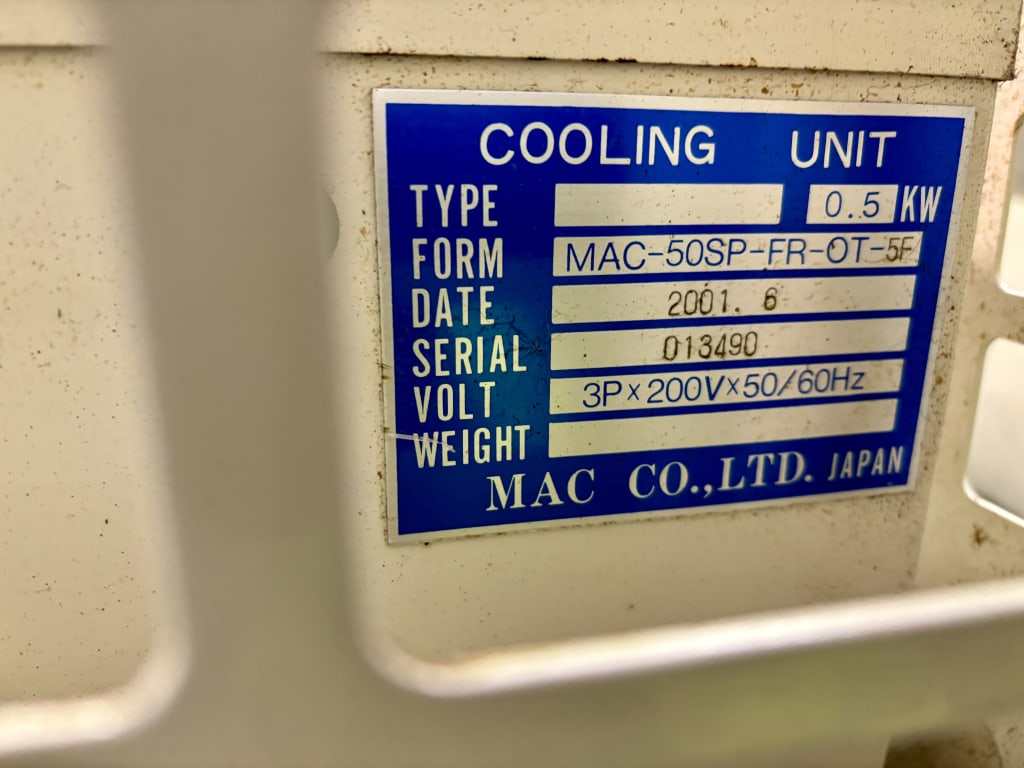 COOLING UNIT
TYPE 0.5 KW
FORM MAC-50SP-FR-OT-5F
DATE 2001. 6
SERIAL 013490
VOLT 3P×200V×50/60Hz
WEIGHT
MAC CO.,LTD. JAPAN